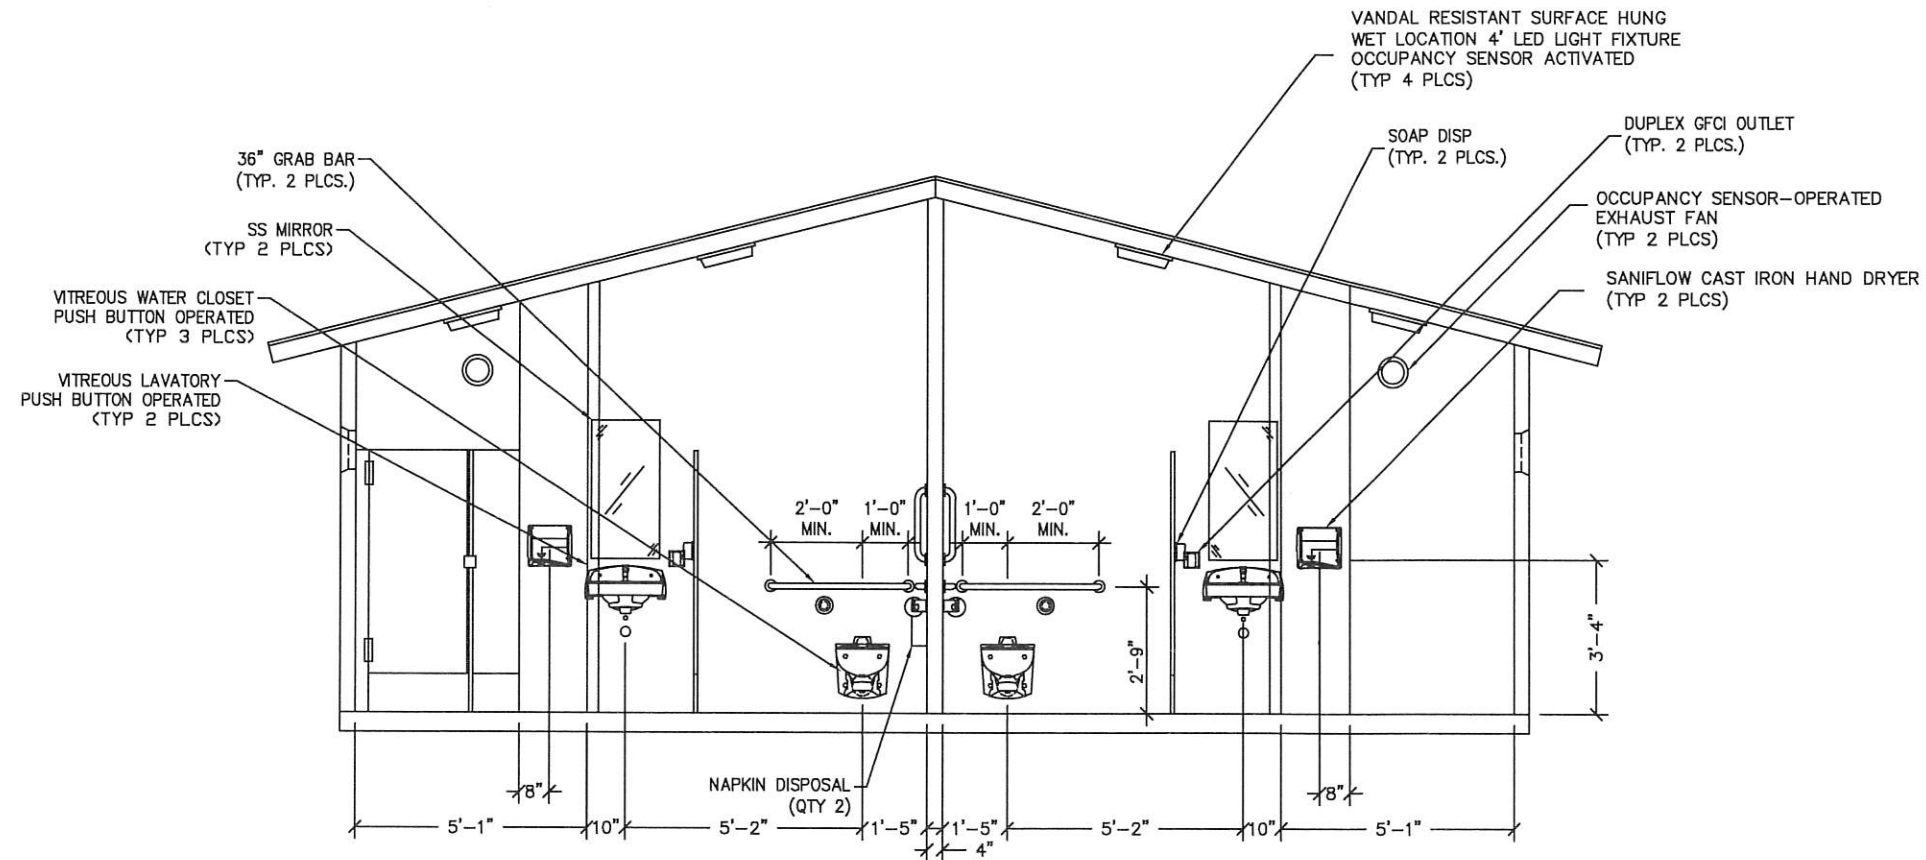 VANDAL RESISTANT SURFACE HUNG
WET LOCATION 4' LED LIGHT FIXTURE
OCCUPANCY SENSOR ACTIVATED
(TYP 4 PLCS)
SOAP DISP
(TYP. 2 PLCS.)
DUPLEX GFCI OUTLET
(TYP. 2 PLCS.)
OCCUPANCY SENSOR-OPERATED
EXHAUST FAN
(TYP 2 PLCS)
SANIFLOW CAST IRON HAND DRYER
(TYP 2 PLCS)
36" GRAB BAR
(TYP. 2 PLCS.)
SS MIRROR
(TYP 2 PLCS)
VITREOUS WATER CLOSET
PUSH BUTTON OPERATED
(TYP 3 PLCS)
VITREOUS LAVATORY
PUSH BUTTON OPERATED
(TYP 2 PLCS)
2'-0"
MIN.
1'-0"
MIN.
1'-0"
MIN.
2'-0"
MIN.
2'-9"
3'-4"
NAPKIN DISPOSAL
(QTY 2)
8"
8"
5'-1"
10"
5'-2"
1'-5"
1'-5"
5'-2"
10"
5'-1"
4"